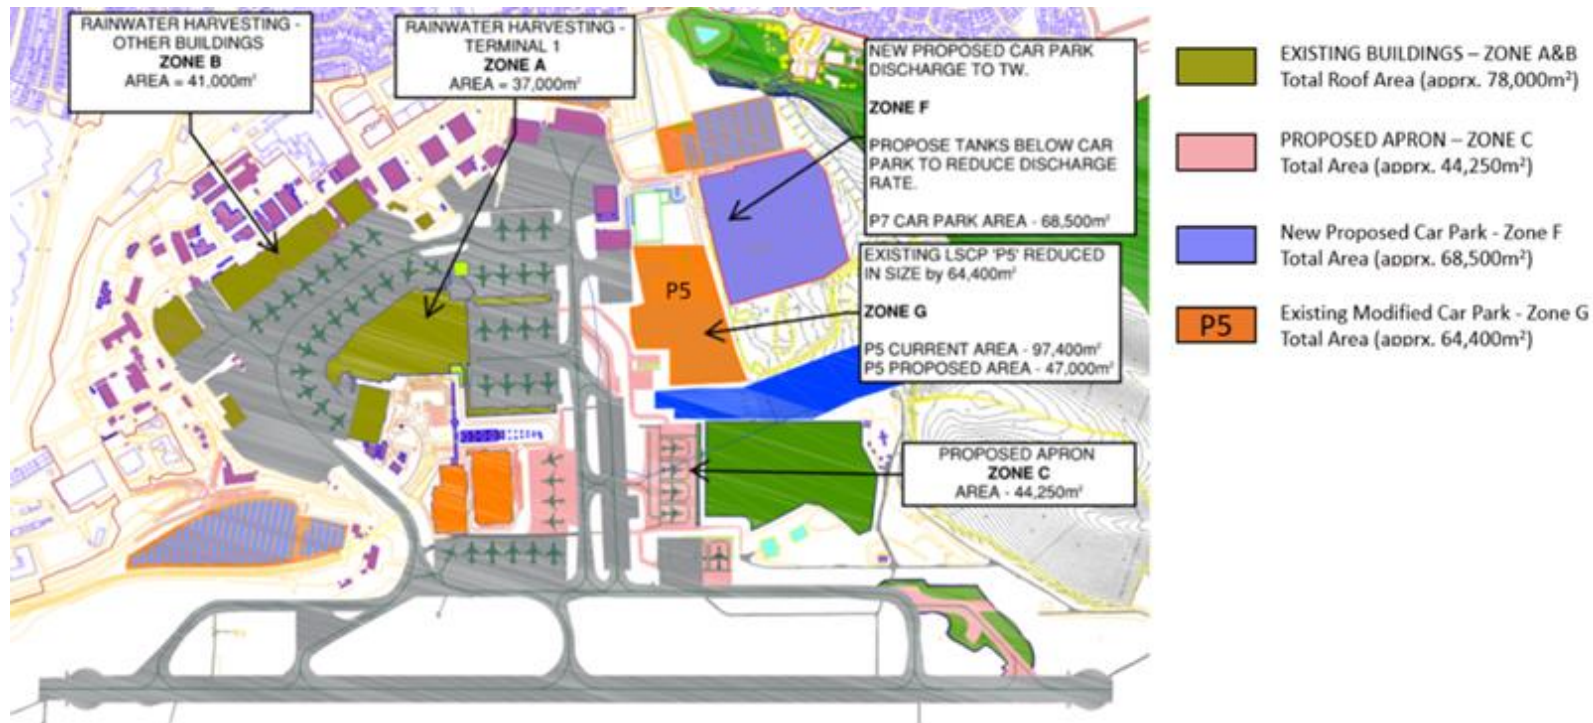 RAINWATER HARVESTING -
OTHER BUILDINGS
ZONE B
AREA = 41,000m²
RAINWATER HARVESTING -
TERMINAL 1
ZONE A
AREA = 37,000m²
NEW PROPOSED CAR PARK
DISCHARGE TO TW.
ZONE F
PROPOSE TANKS BELOW CAR
PARK TO REDUCE DISCHARGE
RATE.
P7 CAR PARK AREA - 68,500m²
EXISTING LSCP 'P5' REDUCED
IN SIZE by 64,400m²
ZONE G
P5 CURRENT AREA - 97,400m²
P5 PROPOSED AREA - 47,000m²
P5
PROPOSED APRON
ZONE C
AREA - 44,250m²
EXISTING BUILDINGS – ZONE A&B
Total Roof Area (apprx. 78,000m²)
PROPOSED APRON – ZONE C
Total Area (apprx. 44,250m²)
New Proposed Car Park - Zone F
Total Area (apprx. 68,500m²)
P5
Existing Modified Car Park - Zone G
Total Area (apprx. 64,400m²)